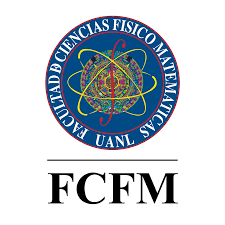 FACULTAD DE CIENCIAS FISICO MATEMATICAS
UANL
FCFM